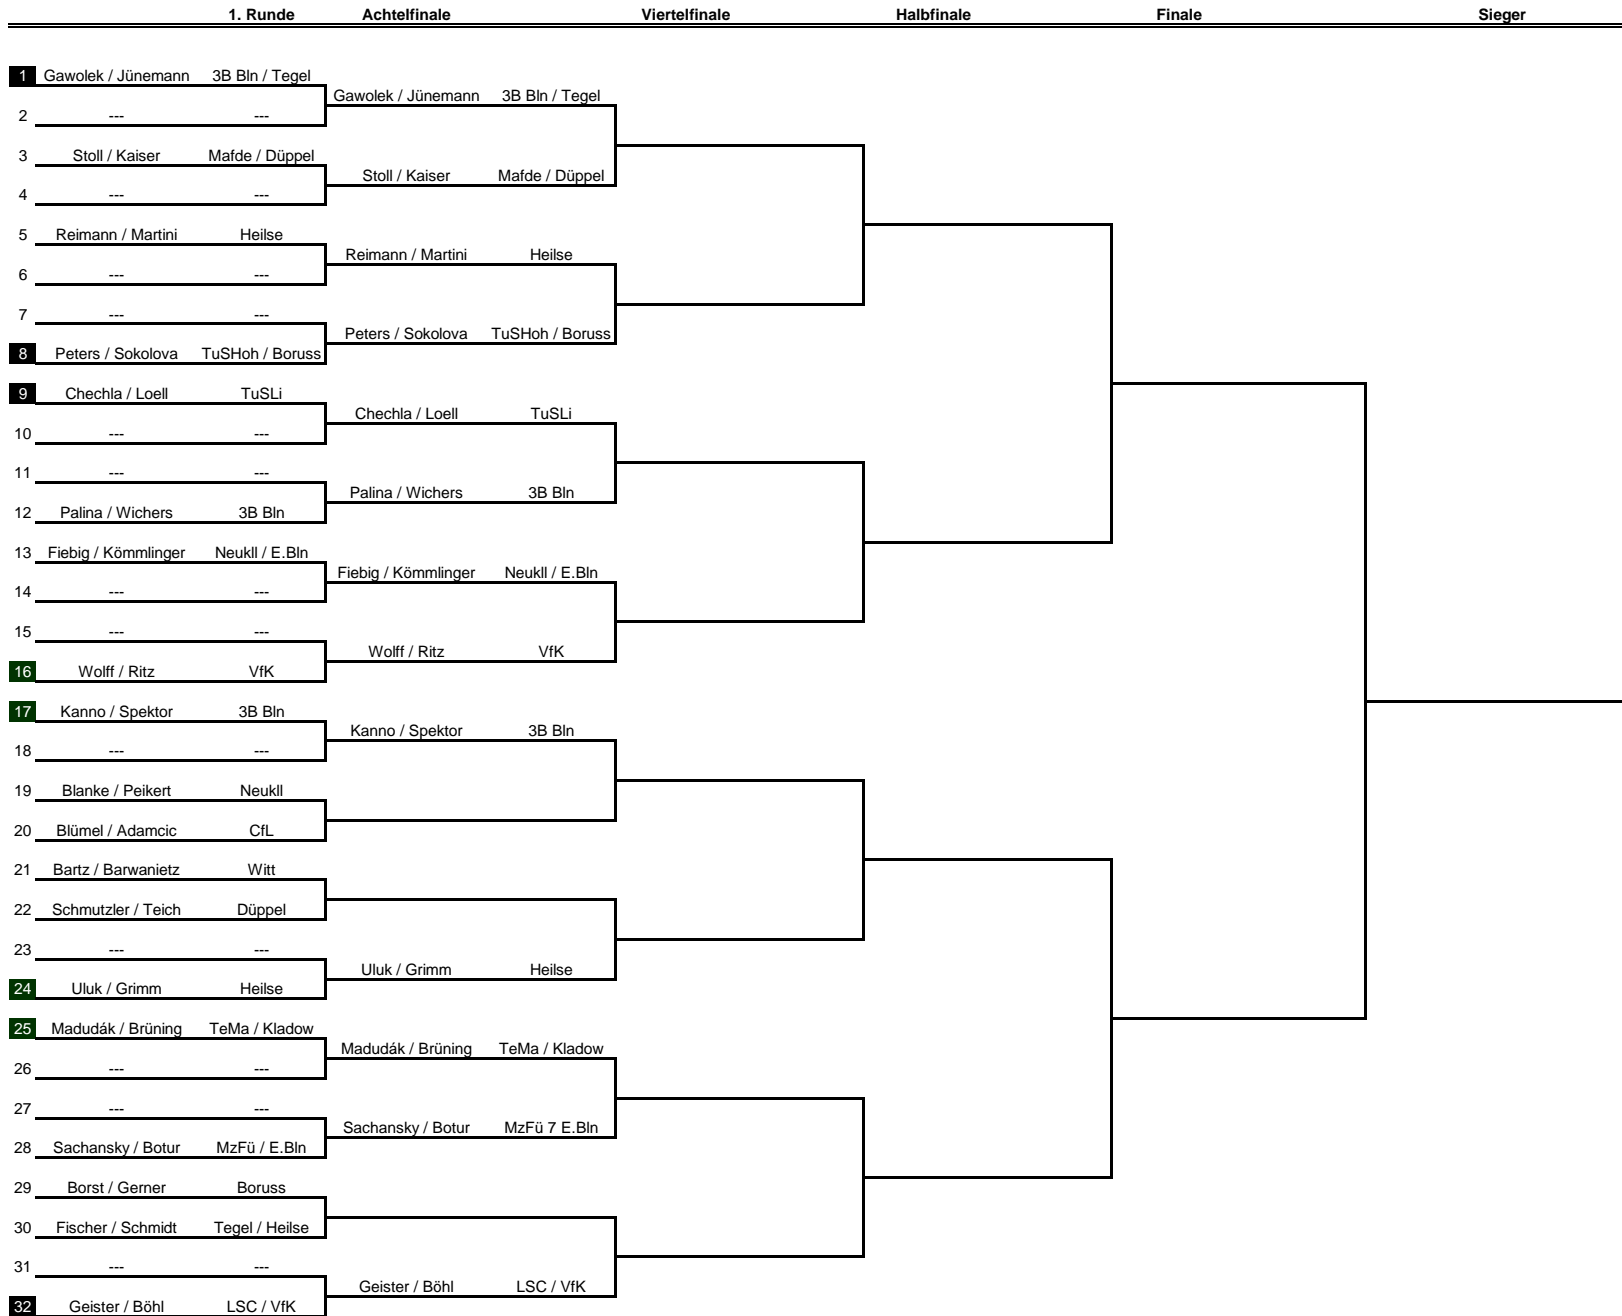 1. Runde Achtelfinale Viertelfinale Halbfinale Finale Sieger
1 Gawolek / Jünemann 3B Bln / Tegel
Gawolek / Jünemann 3B Bln / Tegel
2 --- ---
3 Stoll / Kaiser Mafde / Düppel
Stoll / Kaiser Mafde / Düppel
4 --- ---
5 Reimann / Martini Heilse
Reimann / Martini Heilse
6 --- ---
7 --- ---
Peters / Sokolova TuSHoh / Boruss
8 Peters / Sokolova TuSHoh / Boruss
9 Chechla / Loell TuSLi
Chechla / Loell TuSLi
10 --- ---
11 --- ---
Palina / Wichers 3B Bln
12 Palina / Wichers 3B Bln
13 Fiebig / Kömmlinger Neukll / E.Bln
Fiebig / Kömmlinger Neukll / E.Bln
14 --- ---
15 --- ---
Wolff / Ritz VfK
16 Wolff / Ritz VfK
17 Kanno / Spektor 3B Bln
Kanno / Spektor 3B Bln
18 --- ---
19 Blanke / Peikert Neukll
20 Blümel / Adamcic CfL
21 Bartz / Barwanietz Witt
22 Schmutzler / Teich Düppel
23 --- ---
Uluk / Grimm Heilse
24 Uluk / Grimm Heilse
25 Madudák / Brüning TeMa / Kladow
Madudák / Brüning TeMa / Kladow
26 --- ---
27 --- ---
Sachansky / Botur MzFü 7 E.Bln
28 Sachansky / Botur MzFü / E.Bln
29 Borst / Gerner Boruss
30 Fischer / Schmidt Tegel / Heilse
31 --- ---
Geister / Böhl LSC / VfK
32 Geister / Böhl LSC / VfK